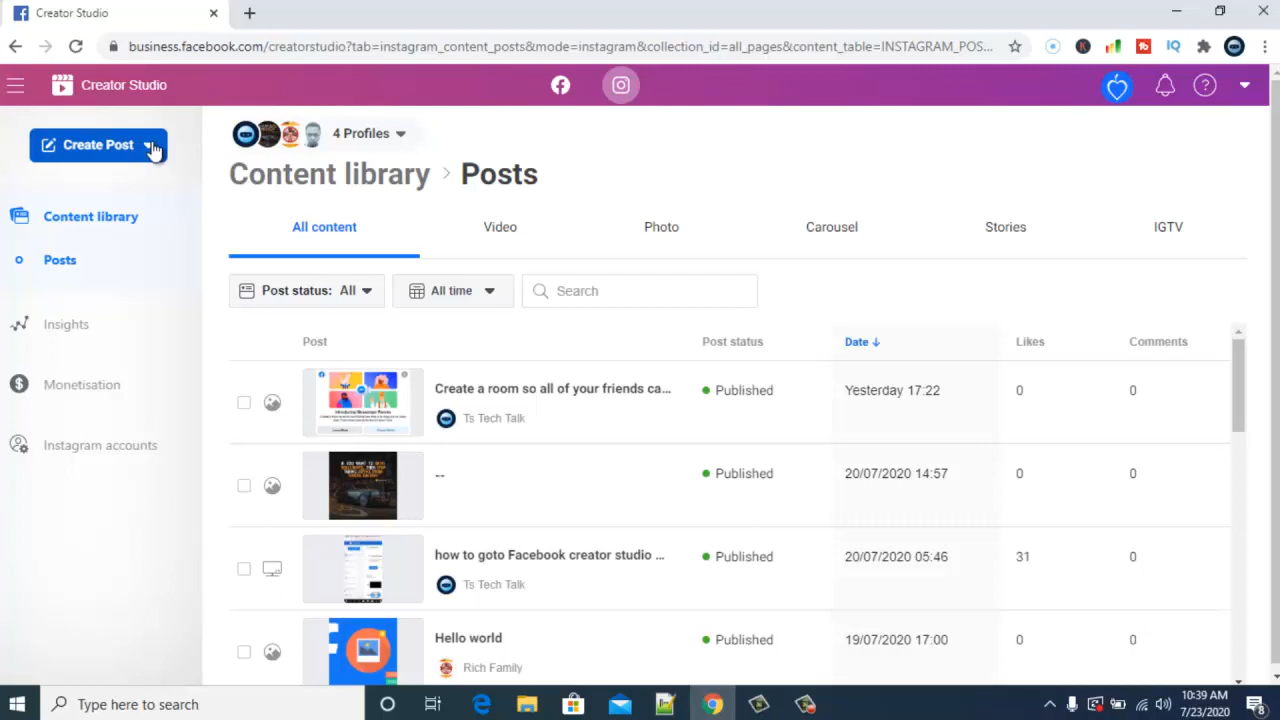 Creator Studio
business.facebook.com/creatorstudio?tab=instagram_content_posts&mode=instagram&collection_id=all_pages&content_table=INSTAGRAM_POS...
Creator Studio
Create Post
4 Profiles
Content library > Posts
All content Video Photo Carousel Stories IGTV
Content library
Posts
Insights
Monetisation
Instagram accounts
Post status: All All time Search
Post Post status Date ↓ Likes Comments
Create a room so all of your friends ca... Published Yesterday 17:22 0 0
Ts Tech Talk
-- Published 20/07/2020 14:57 0 0
how to goto Facebook creator studio ... Published 20/07/2020 05:46 31 0
Ts Tech Talk
Hello world Published 19/07/2020 17:00 0 0
Rich Family
Type here to search
10:39 AM
7/23/2020
8